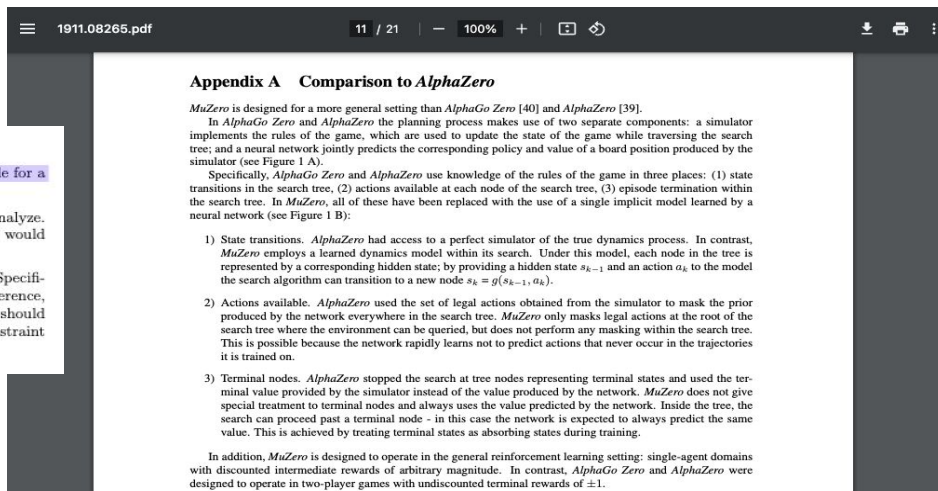 1911.08265.pdf
11 / 21
100%
le for a
nalyze.
would
Specifi-
erence,
should
straint
Appendix A Comparison to AlphaZero
MuZero is designed for a more general setting than AlphaGo Zero [40] and AlphaZero [39].
In AlphaGo Zero and AlphaZero the planning process makes use of two separate components: a simulator
implements the rules of the game, which are used to update the state of the game while traversing the search
tree; and a neural network jointly predicts the corresponding policy and value of a board position produced by the
simulator (see Figure 1 A).
Specifically, AlphaGo Zero and AlphaZero use knowledge of the rules of the game in three places: (1) state
transitions in the search tree, (2) actions available at each node of the search tree, (3) episode termination within
the search tree. In MuZero, all of these have been replaced with the use of a single implicit model learned by a
neural network (see Figure 1 B):
1) State transitions. AlphaZero had access to a perfect simulator of the true dynamics process. In contrast,
MuZero employs a learned dynamics model within its search. Under this model, each node in the tree is
represented by a corresponding hidden state; by providing a hidden state sₖ₋₁ and an action aₖ to the model
the search algorithm can transition to a new node sₖ = g(sₖ₋₁, aₖ).
2) Actions available. AlphaZero used the set of legal actions obtained from the simulator to mask the prior
produced by the network everywhere in the search tree. MuZero only masks legal actions at the root of the
search tree where the environment can be queried, but does not perform any masking within the search tree.
This is possible because the network rapidly learns not to predict actions that never occur in the trajectories
it is trained on.
3) Terminal nodes. AlphaZero stopped the search at tree nodes representing terminal states and used the ter-
minal value provided by the simulator instead of the value produced by the network. MuZero does not give
special treatment to terminal nodes and always uses the value predicted by the network. Inside the tree, the
search can proceed past a terminal node - in this case the network is expected to always predict the same
value. This is achieved by treating terminal states as absorbing states during training.
In addition, MuZero is designed to operate in the general reinforcement learning setting: single-agent domains
with discounted intermediate rewards of arbitrary magnitude. In contrast, AlphaGo Zero and AlphaZero were
designed to operate in two-player games with undiscounted terminal rewards of ±1.